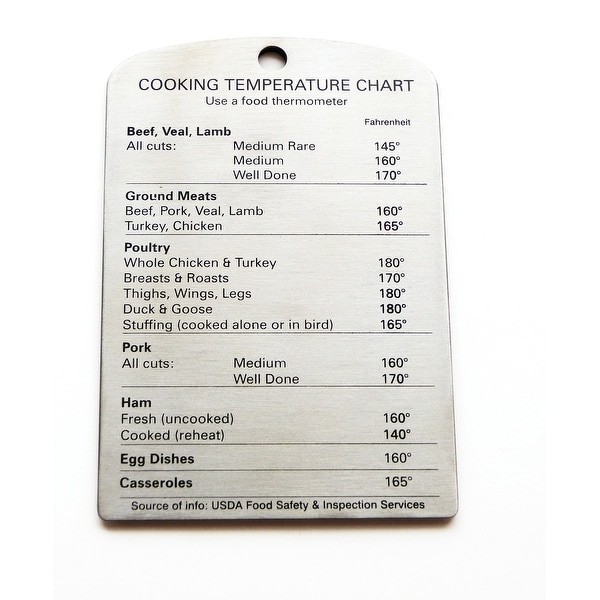 COOKING TEMPERATURE CHART
Use a food thermometer
Fahrenheit
Beef, Veal, Lamb
All cuts: Medium Rare 145°
Medium 160°
Well Done 170°
Ground Meats
Beef, Pork, Veal, Lamb 160°
Turkey, Chicken 165°
Poultry
Whole Chicken & Turkey 180°
Breasts & Roasts 170°
Thighs, Wings, Legs 180°
Duck & Goose 180°
Stuffing (cooked alone or in bird) 165°
Pork
All cuts: Medium 160°
Well Done 170°
Ham
Fresh (uncooked) 160°
Cooked (reheat) 140°
Egg Dishes 160°
Casseroles 165°
Source of info: USDA Food Safety & Inspection Services